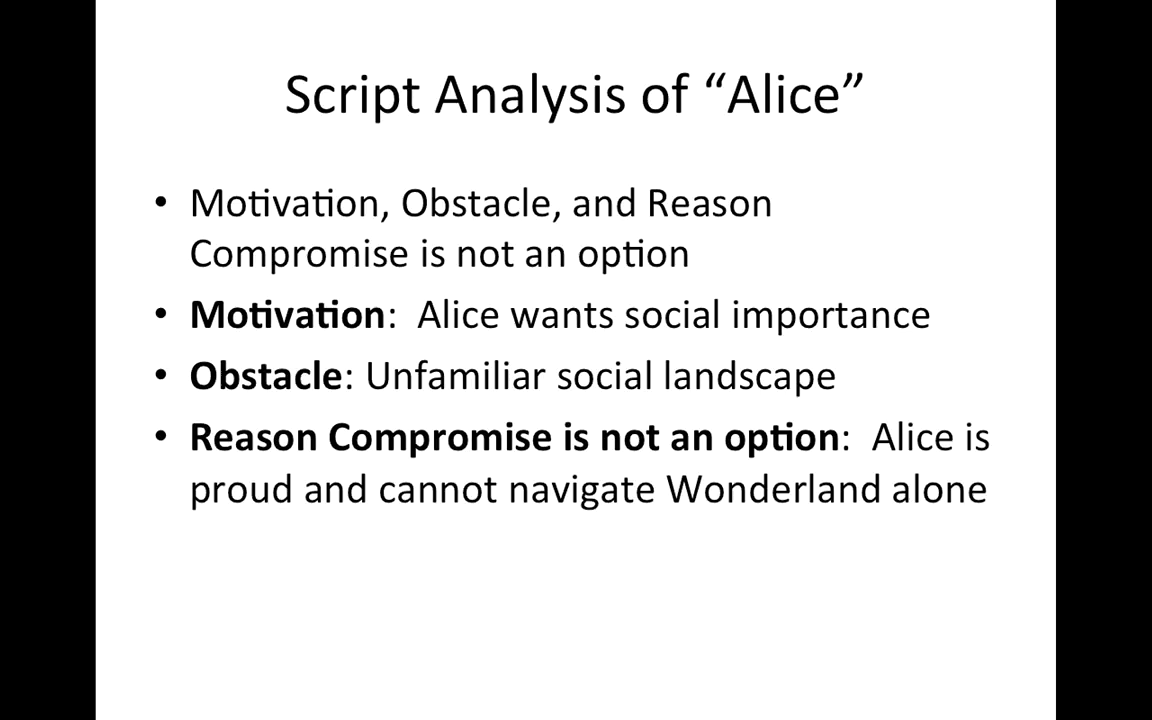 Script Analysis of “Alice”
• Motivation, Obstacle, and Reason
Compromise is not an option
• Motivation:  Alice wants social importance
• Obstacle: Unfamiliar social landscape
• Reason Compromise is not an option:  Alice is
proud and cannot navigate Wonderland alone